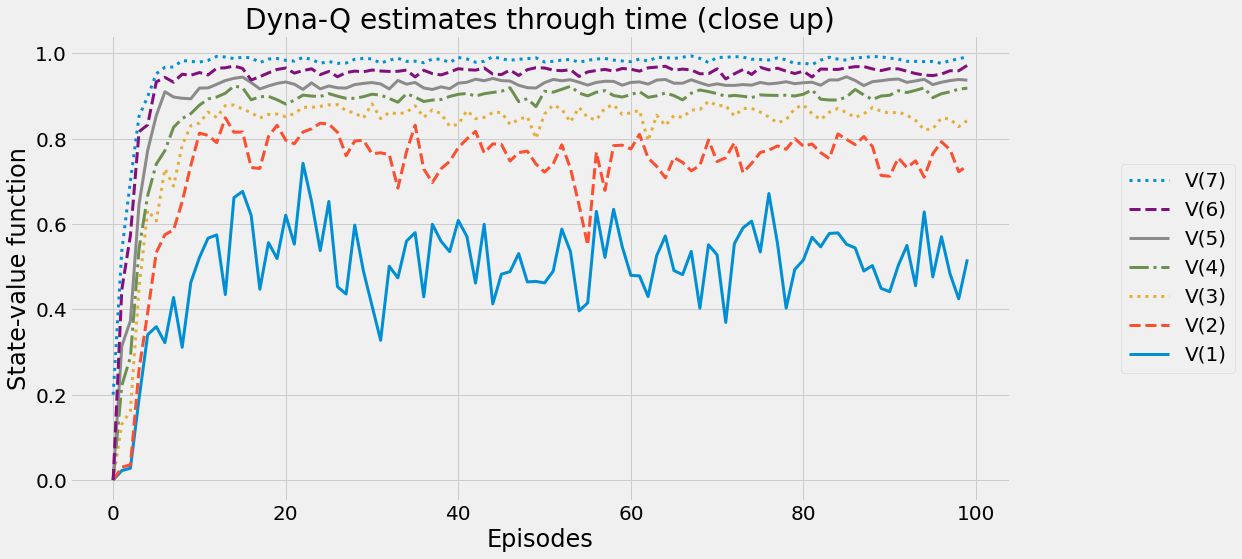 Dyna-Q estimates through time (close up)
State-value function
1.0
0.8
0.6
0.4
0.2
0.0
0 20 40 60 80 100
Episodes
V(7)
V(6)
V(5)
V(4)
V(3)
V(2)
V(1)